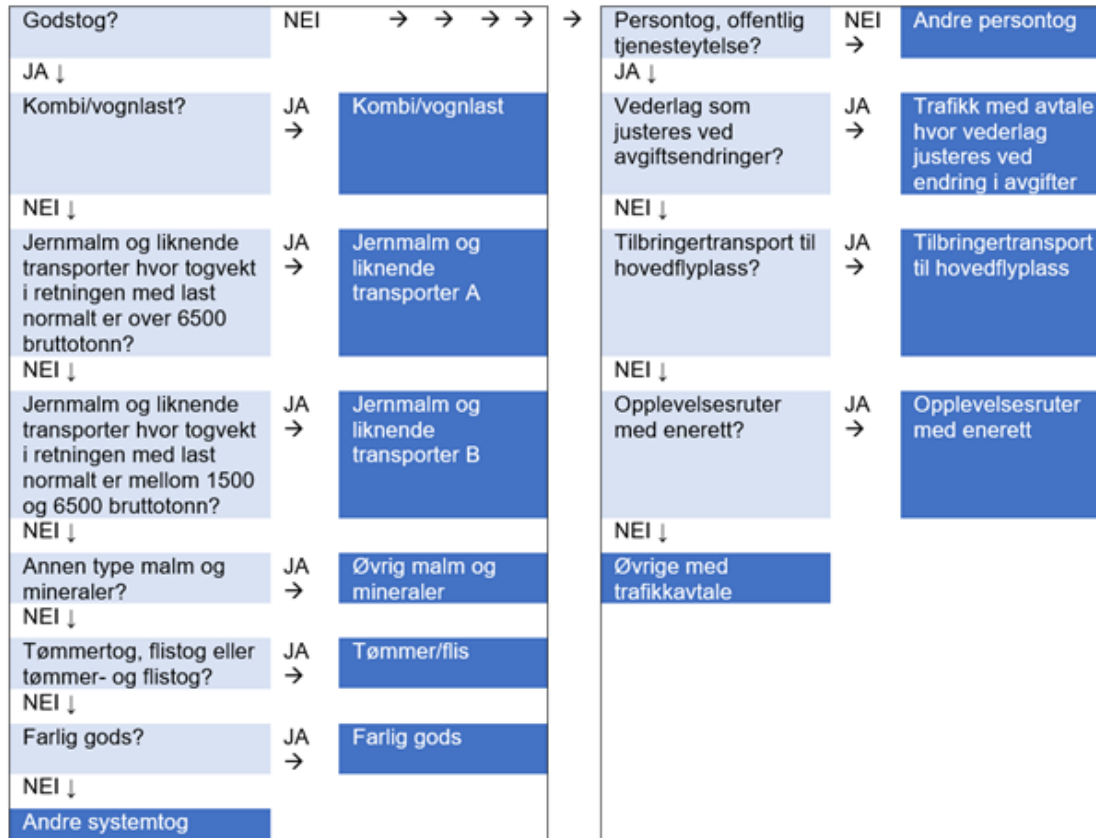 Godstog?
NEI → → → → →
JA ↓
Kombi/vognlast?
JA
→
Kombi/vognlast
NEI ↓
Jernmalm og liknende
transporter hvor togvekt
i retningen med last
normalt er over 6500
bruttotonn?
JA
→
Jernmalm og
liknende
transporter A
NEI ↓
Jernmalm og liknende
transporter hvor togvekt
i retningen med last
normalt er mellom 1500
og 6500 bruttotonn?
JA
→
Jernmalm og
liknende
transporter B
NEI ↓
Annen type malm og
mineraler?
JA
→
Øvrig malm og
mineraler
NEI ↓
Tømmertog, flistog eller
tømmer- og flistog?
JA
→
Tømmer/flis
NEI ↓
Farlig gods?
JA
→
Farlig gods
NEI ↓
Andre systemtog
Persontog, offentlig
tjenesteytelse?
NEI
→
Andre persontog
JA ↓
Vederlag som
justeres ved
avgiftsendringer?
JA
→
Trafikk med avtale
hvor vederlag
justeres ved
endring i avgifter
NEI ↓
Tilbringertransport til
hovedflyplass?
JA
→
Tilbringertransport
til hovedflyplass
NEI ↓
Opplevelsesruter
med enerett?
JA
→
Opplevelsesruter
med enerett
NEI ↓
Øvrige med
trafikkavtale